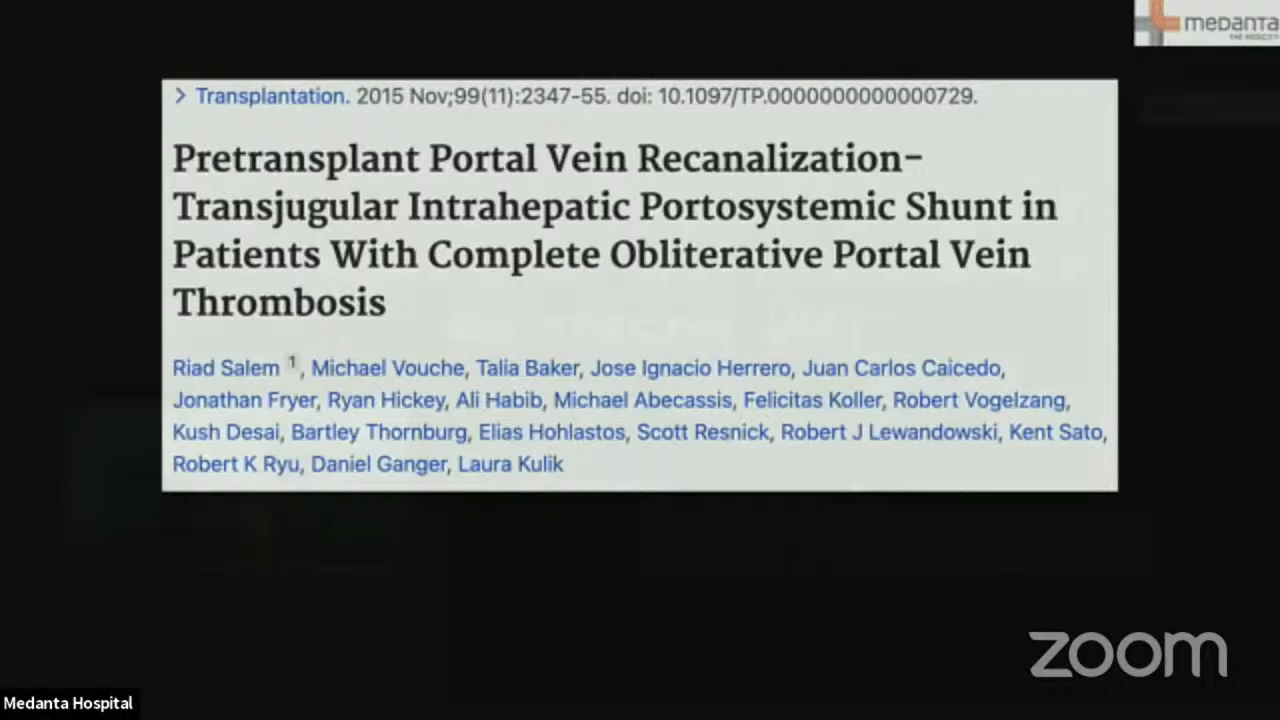 medanta
> Transplantation. 2015 Nov;99(11):2347-55. doi: 10.1097/TP.0000000000000729.
Pretransplant Portal Vein Recanalization-
Transjugular Intrahepatic Portosystemic Shunt in
Patients With Complete Obliterative Portal Vein
Thrombosis
Riad Salem 1, Michael Vouche, Talia Baker, Jose Ignacio Herrero, Juan Carlos Caicedo,
Jonathan Fryer, Ryan Hickey, Ali Habib, Michael Abecassis, Felicitas Koller, Robert Vogelzang,
Kush Desai, Bartley Thornburg, Elias Hohlastos, Scott Resnick, Robert J Lewandowski, Kent Sato,
Robert K Ryu, Daniel Ganger, Laura Kulik
zoom
Medanta Hospital